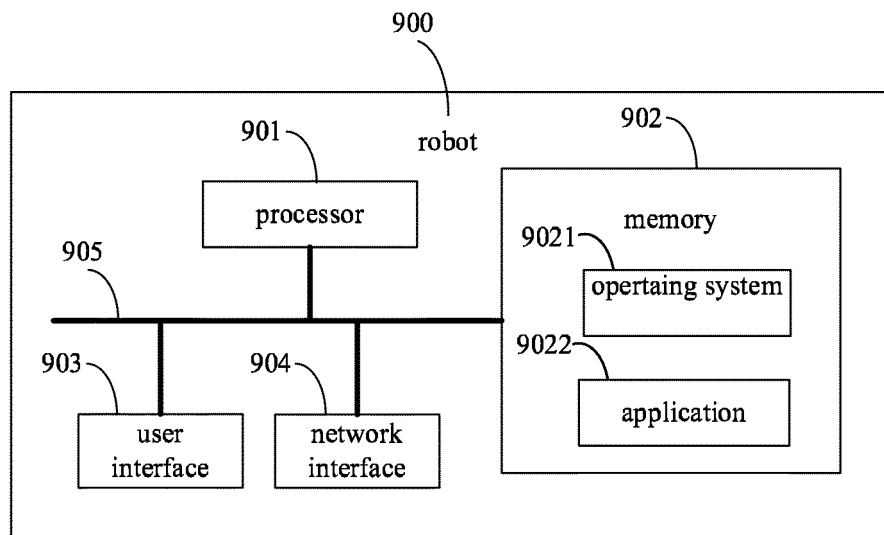 900
901
robot
902
processor
memory
9021
905
opertaing system
9022
903
904
application
user
interface
network
interface